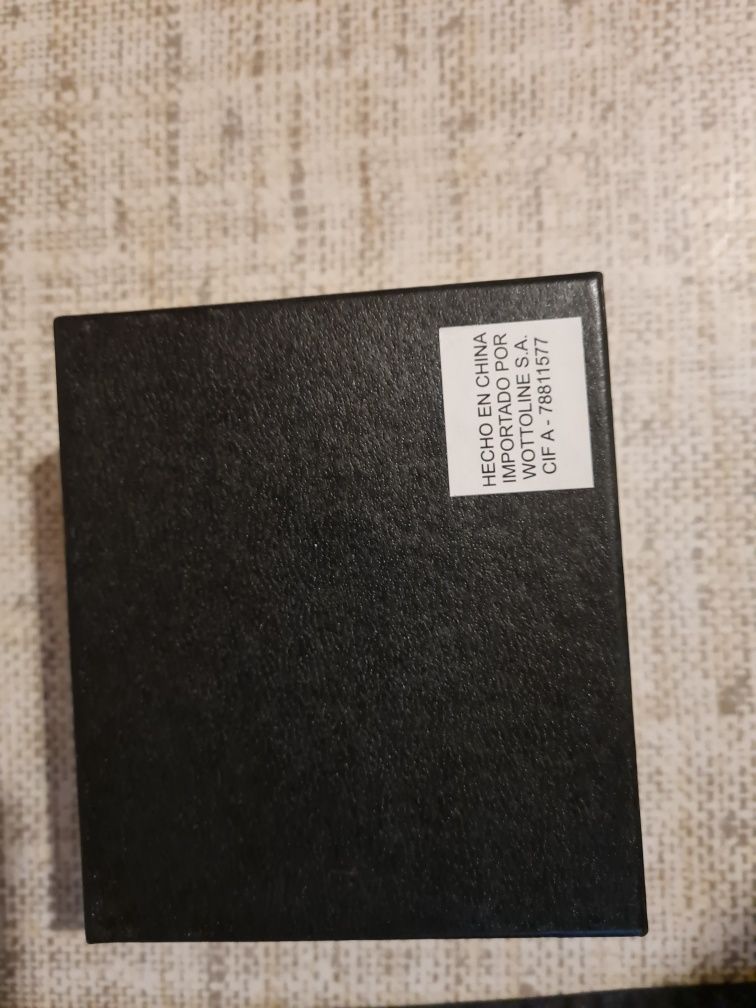 HECHO EN CHINA
IMPORTADO POR
WOTTOLINE S.A.
CIF A - 78811577